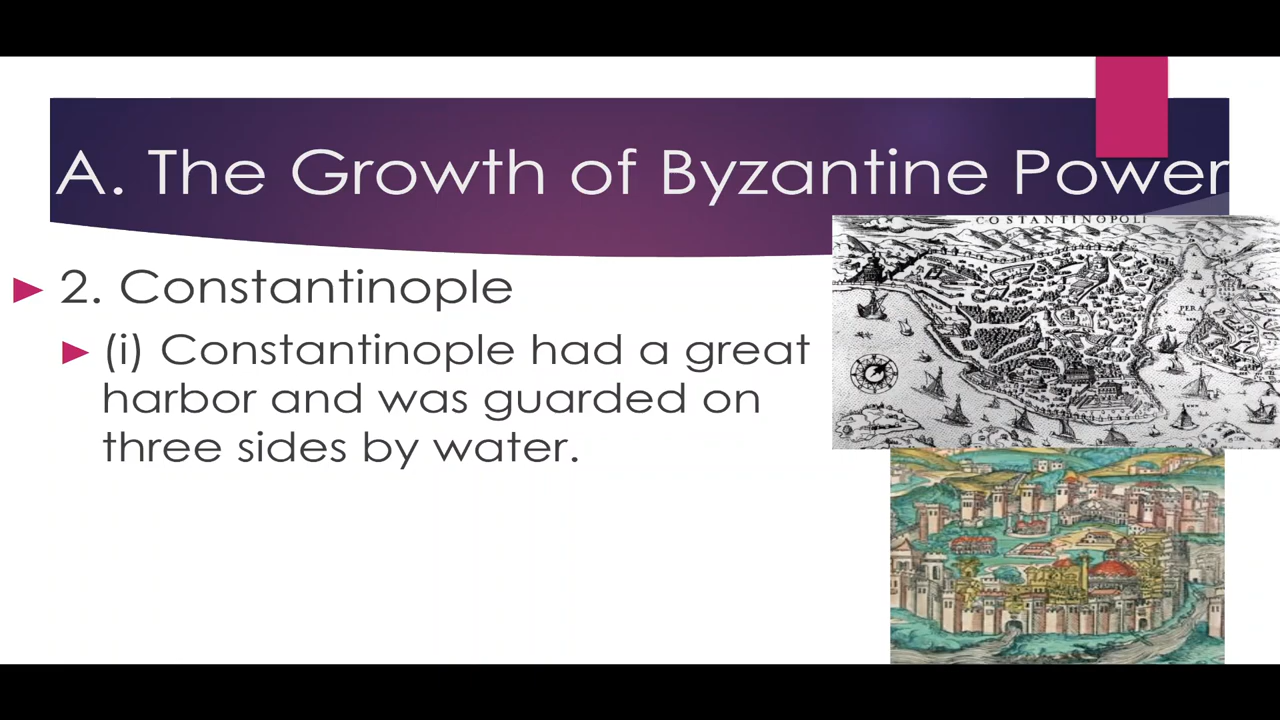 A. The Growth of Byzantine Power
COSTANTINOPOLI
PERA
► 2. Constantinople
► (i) Constantinople had a great
harbor and was guarded on
three sides by water.